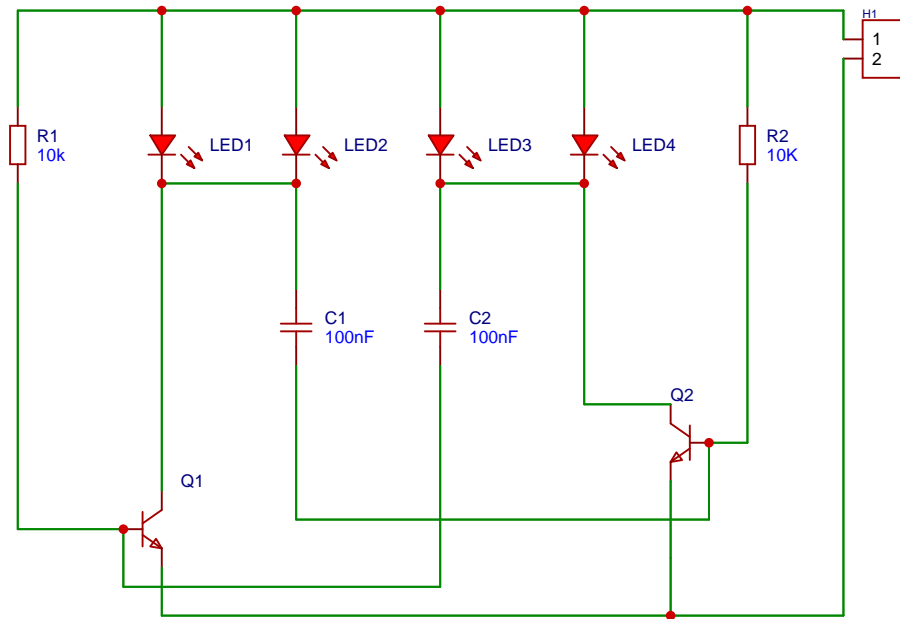 H1
1
2
R1
10k
LED1
LED2
LED3
LED4
R2
10K
C1
100nF
C2
100nF
Q2
Q1